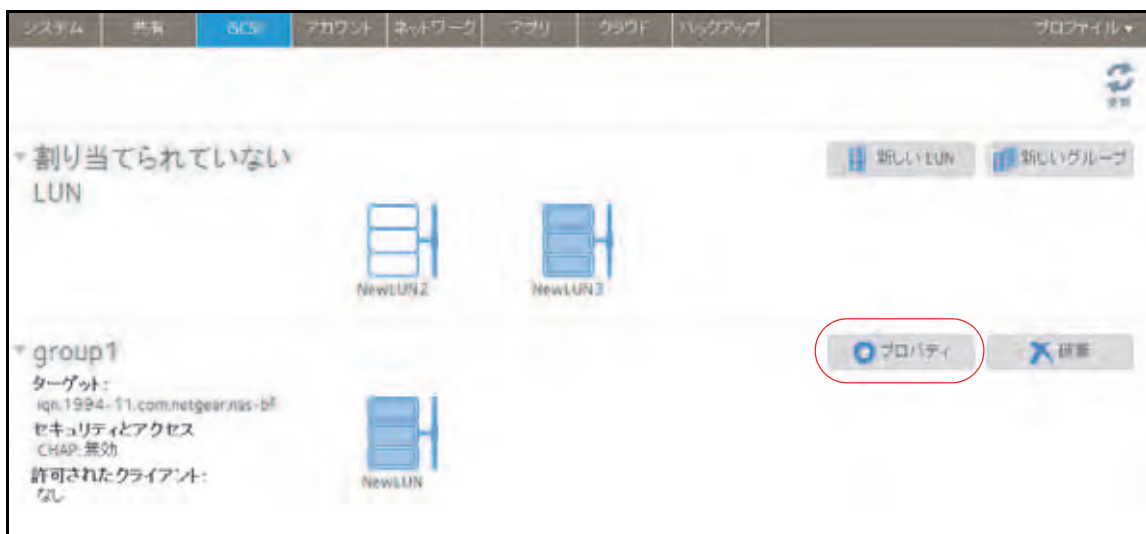 システム 共有 iSCSI アカウント ネットワーク アプリ クラウド バックアップ プロファイル ▾
更新
割り当てられていない
LUN
新しい LUN 新しいグループ
NewLUN2 NewLUN3
group1
プロパティ 破棄
ターゲット:
iqn.1994-11.com.netgear:nas-bf
セキュリティとアクセス
CHAP: 無効
許可されたクライアント:
なし
NewLUN